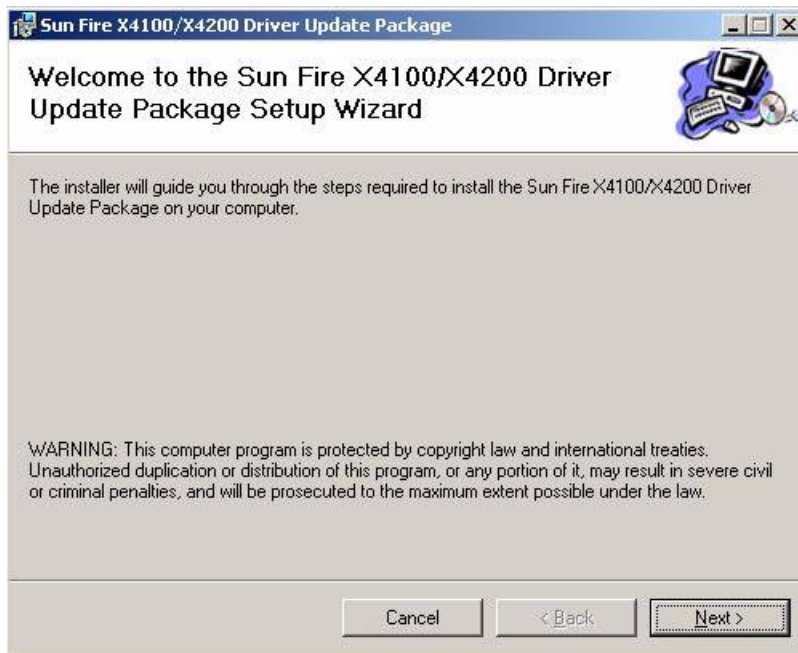 Sun Fire X4100/X4200 Driver Update Package
Welcome to the Sun Fire X4100/X4200 Driver
Update Package Setup Wizard
The installer will guide you through the steps required to install the Sun Fire X4100/X4200 Driver
Update Package on your computer.
WARNING: This computer program is protected by copyright law and international treaties.
Unauthorized duplication or distribution of this program, or any portion of it, may result in severe civil
or criminal penalties, and will be prosecuted to the maximum extent possible under the law.
Cancel
< Back
Next >